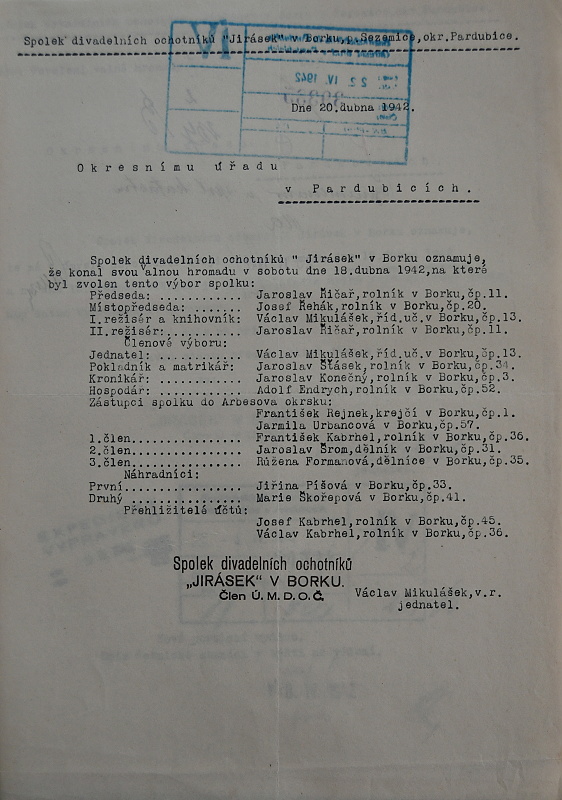 Spolek divadelních ochotníků "Jirásek" v Borku,p. Sezemice,okr.Pardubice.
22 IV. 1942
Dne 20.dubna 1942.
Okresnímu úřadu
v Pardubicích.
Spolek divadelních ochotníků " Jirásek" v Borku oznamuje,
že konal svou valnou hromadu v sobotu dne 18.dubna 1942,na které
byl zvolen tento výbor spolku:
Předseda: ............ Jaroslav Řičař,rolník v Borku,čp.11.
Místopředseda: ....... Josef Řehák,rolník v Borku,čp.20.
I.režisér a knihovník: Václav Mikulášek,říd.uč.v Borku,čp.13.
II.režisér:........... Jaroslav Řičař,rolník v Borku,čp.11.
Členové výboru:
Jednatel: ............ Václav Mikulášek,říd.uč.v Borku,čp.13.
Pokladník a matrikář: Jaroslav Stásek,rolník v Borku,čp.34.
Kronikář: ............ Jaroslav Konečný,rolník v Borku,čp.3.
Hospodář: ............ Adolf Endrych,rolník v Borku,čp.52.
Zástupci spolku do Arbesova okrsku:
František Rejnek,krejčí v Borku,čp.1.
Jarmila Urbancová v Borku,čp.57.
1.člen................ František Kabrhel,rolník v Borku,čp.36.
2.člen................ Jaroslav Šrom,dělník v Borku,čp.31.
3.člen................ Růžena Formanová,dělnice v Borku,čp.35.
Náhradníci:
První................. Jiřina Píšová v Borku,čp.33.
Druhý ................ Marie Skořepová v Borku,čp.41.
Přehližitelé účtů:
Josef Kabrhel,rolník v Borku,čp.45.
Václav Kabrhel,rolník v Borku,čp.36.
Spolek divadelních ochotníků
„JIRÁSEK" V BORKU.
Člen Ú. M. D. O. Č.
Václav Mikulášek,v.r.
jednatel.